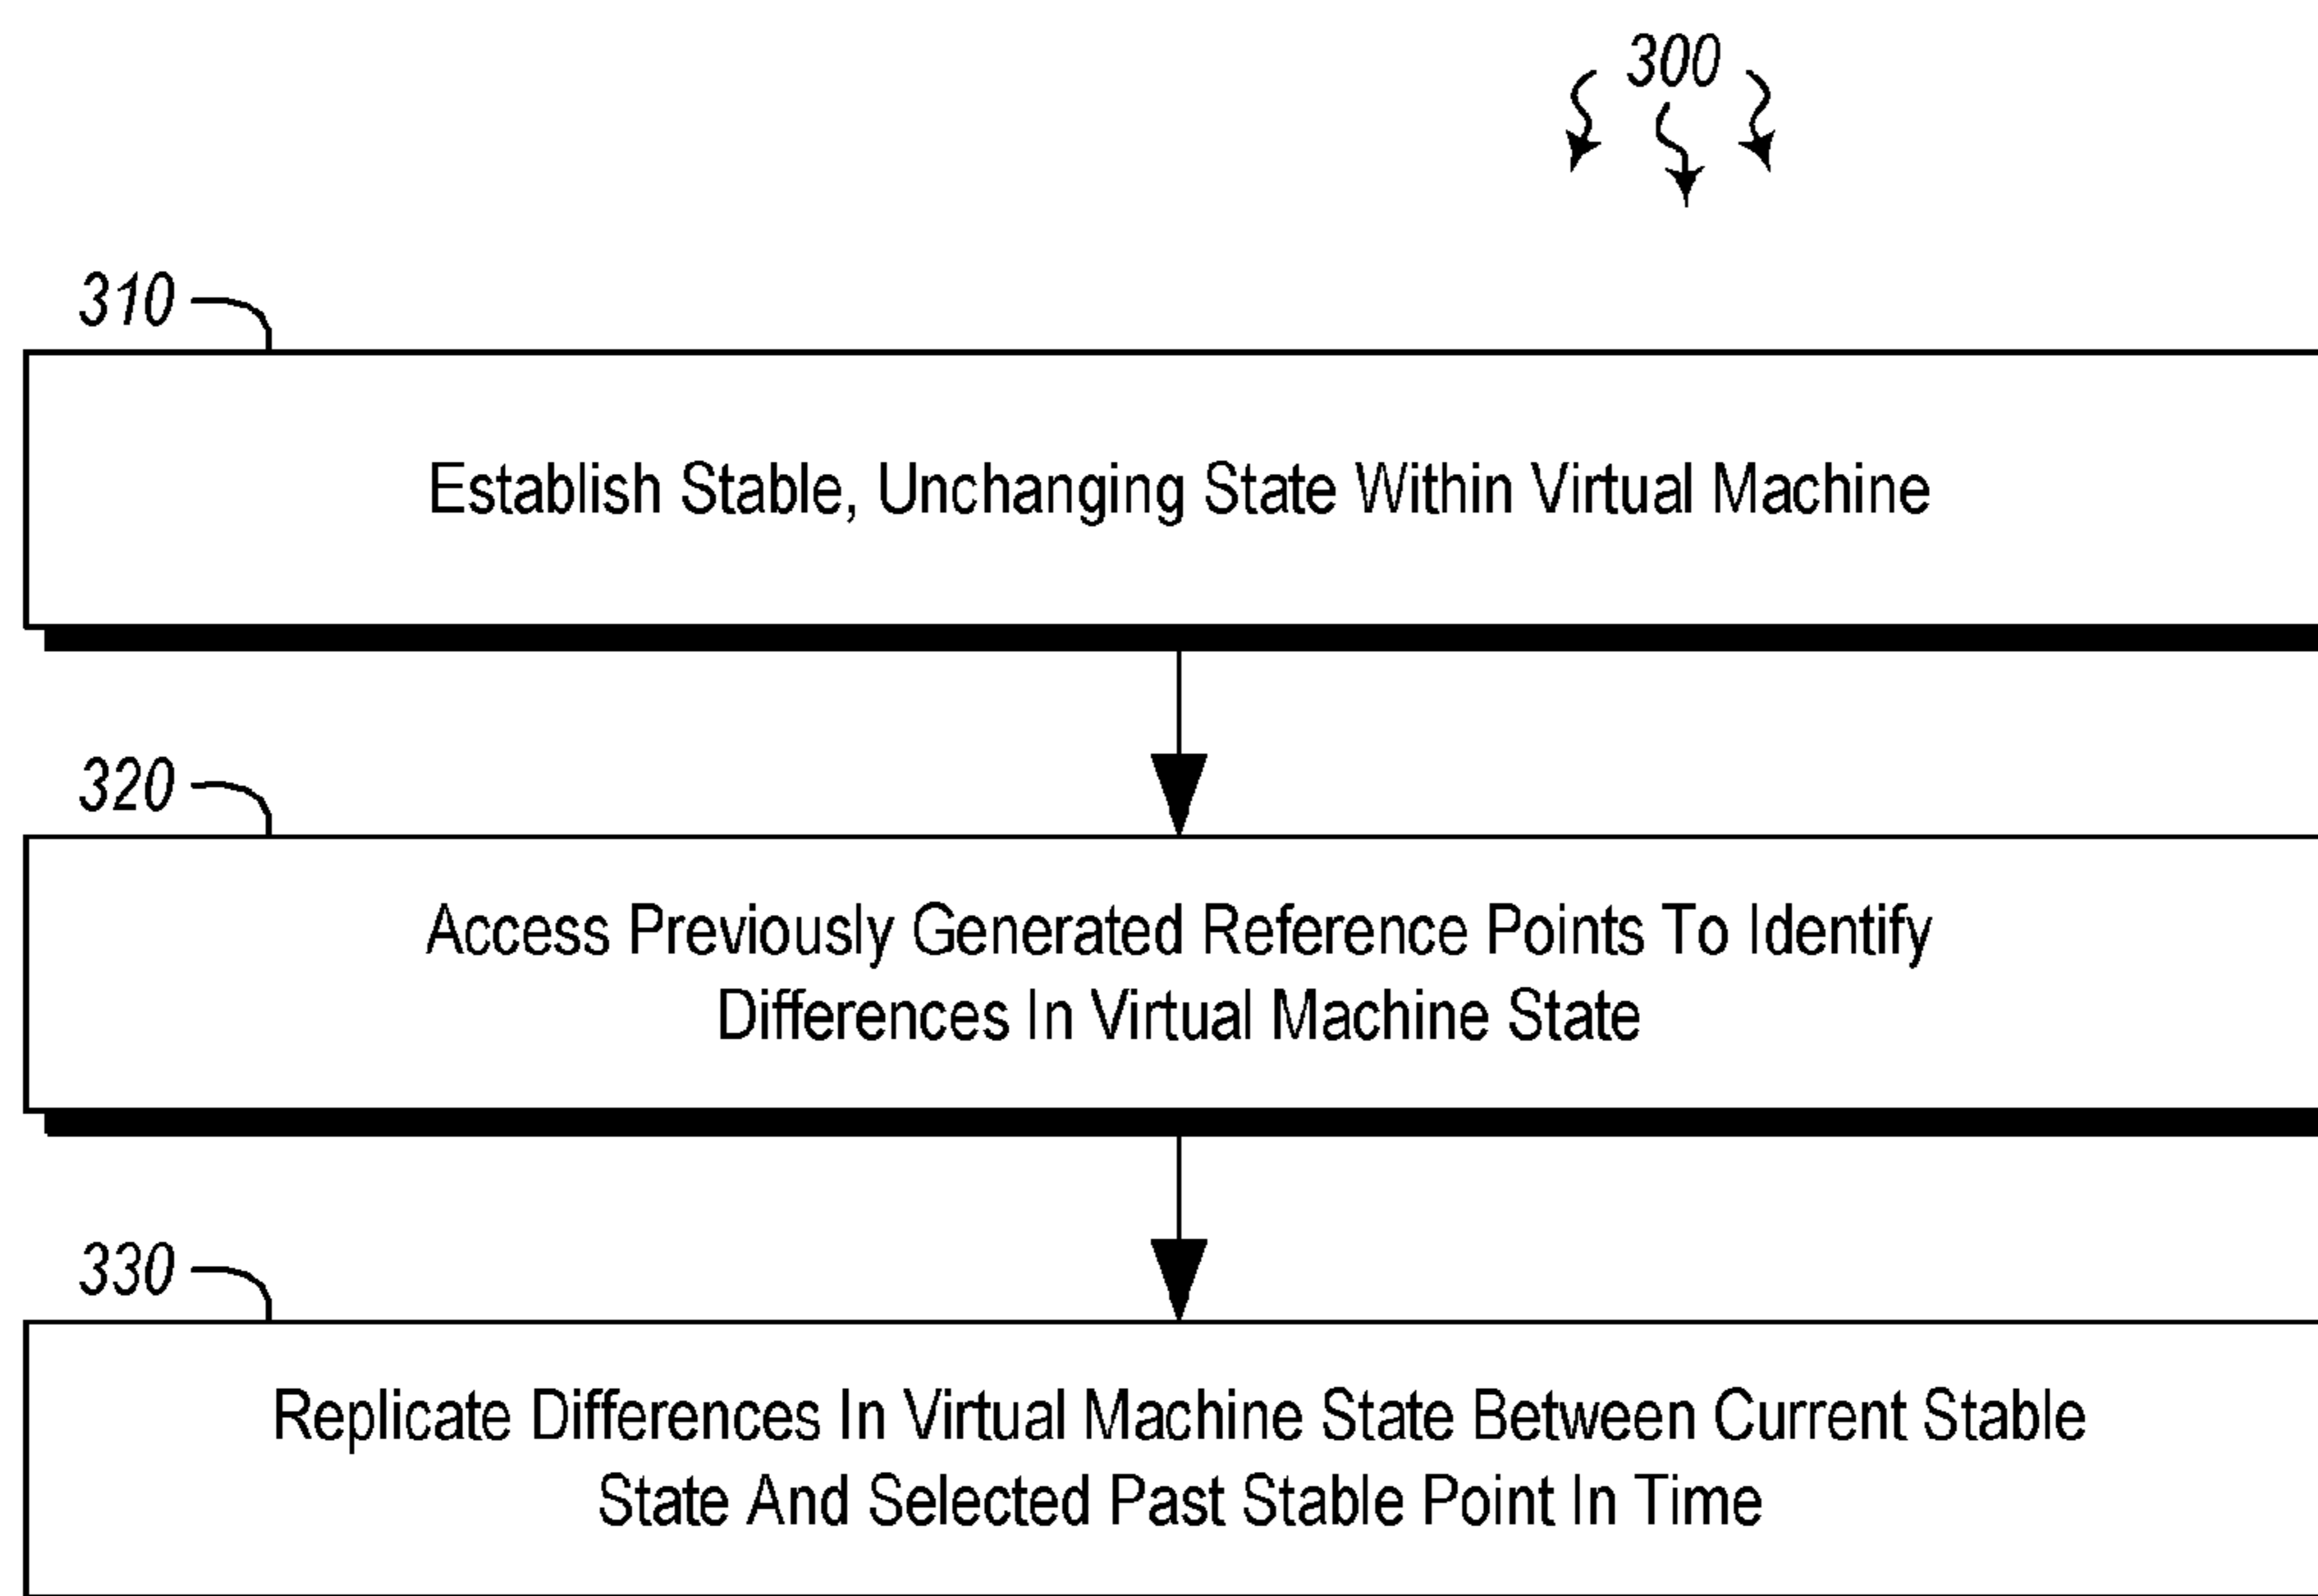 300
310
Establish Stable, Unchanging State Within Virtual Machine
320
Access Previously Generated Reference Points To Identify
Differences In Virtual Machine State
330
Replicate Differences In Virtual Machine State Between Current Stable
State And Selected Past Stable Point In Time